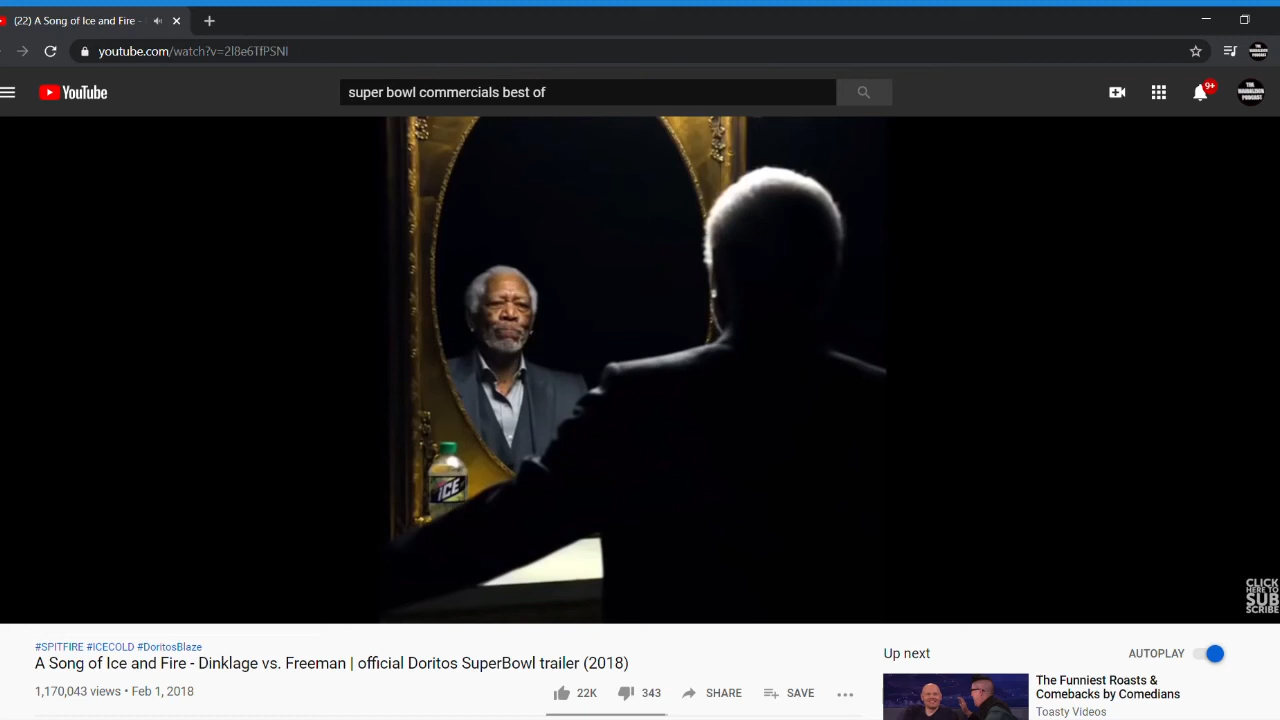 (22) A Song of Ice and Fire -
youtube.com/watch?v=2l8e6TfPSNI
YouTube
super bowl commercials best of
9+
THE
PODCAST
ICE
CLICK
HERE TO
SUB
SCRIBE
#SPITFIRE #ICECOLD #DoritosBlaze
A Song of Ice and Fire - Dinklage vs. Freeman | official Doritos SuperBowl trailer (2018)
1,170,043 views • Feb 1, 2018
22K
343
SHARE
SAVE
Up next
AUTOPLAY
The Funniest Roasts &
Comebacks by Comedians
Toasty Videos